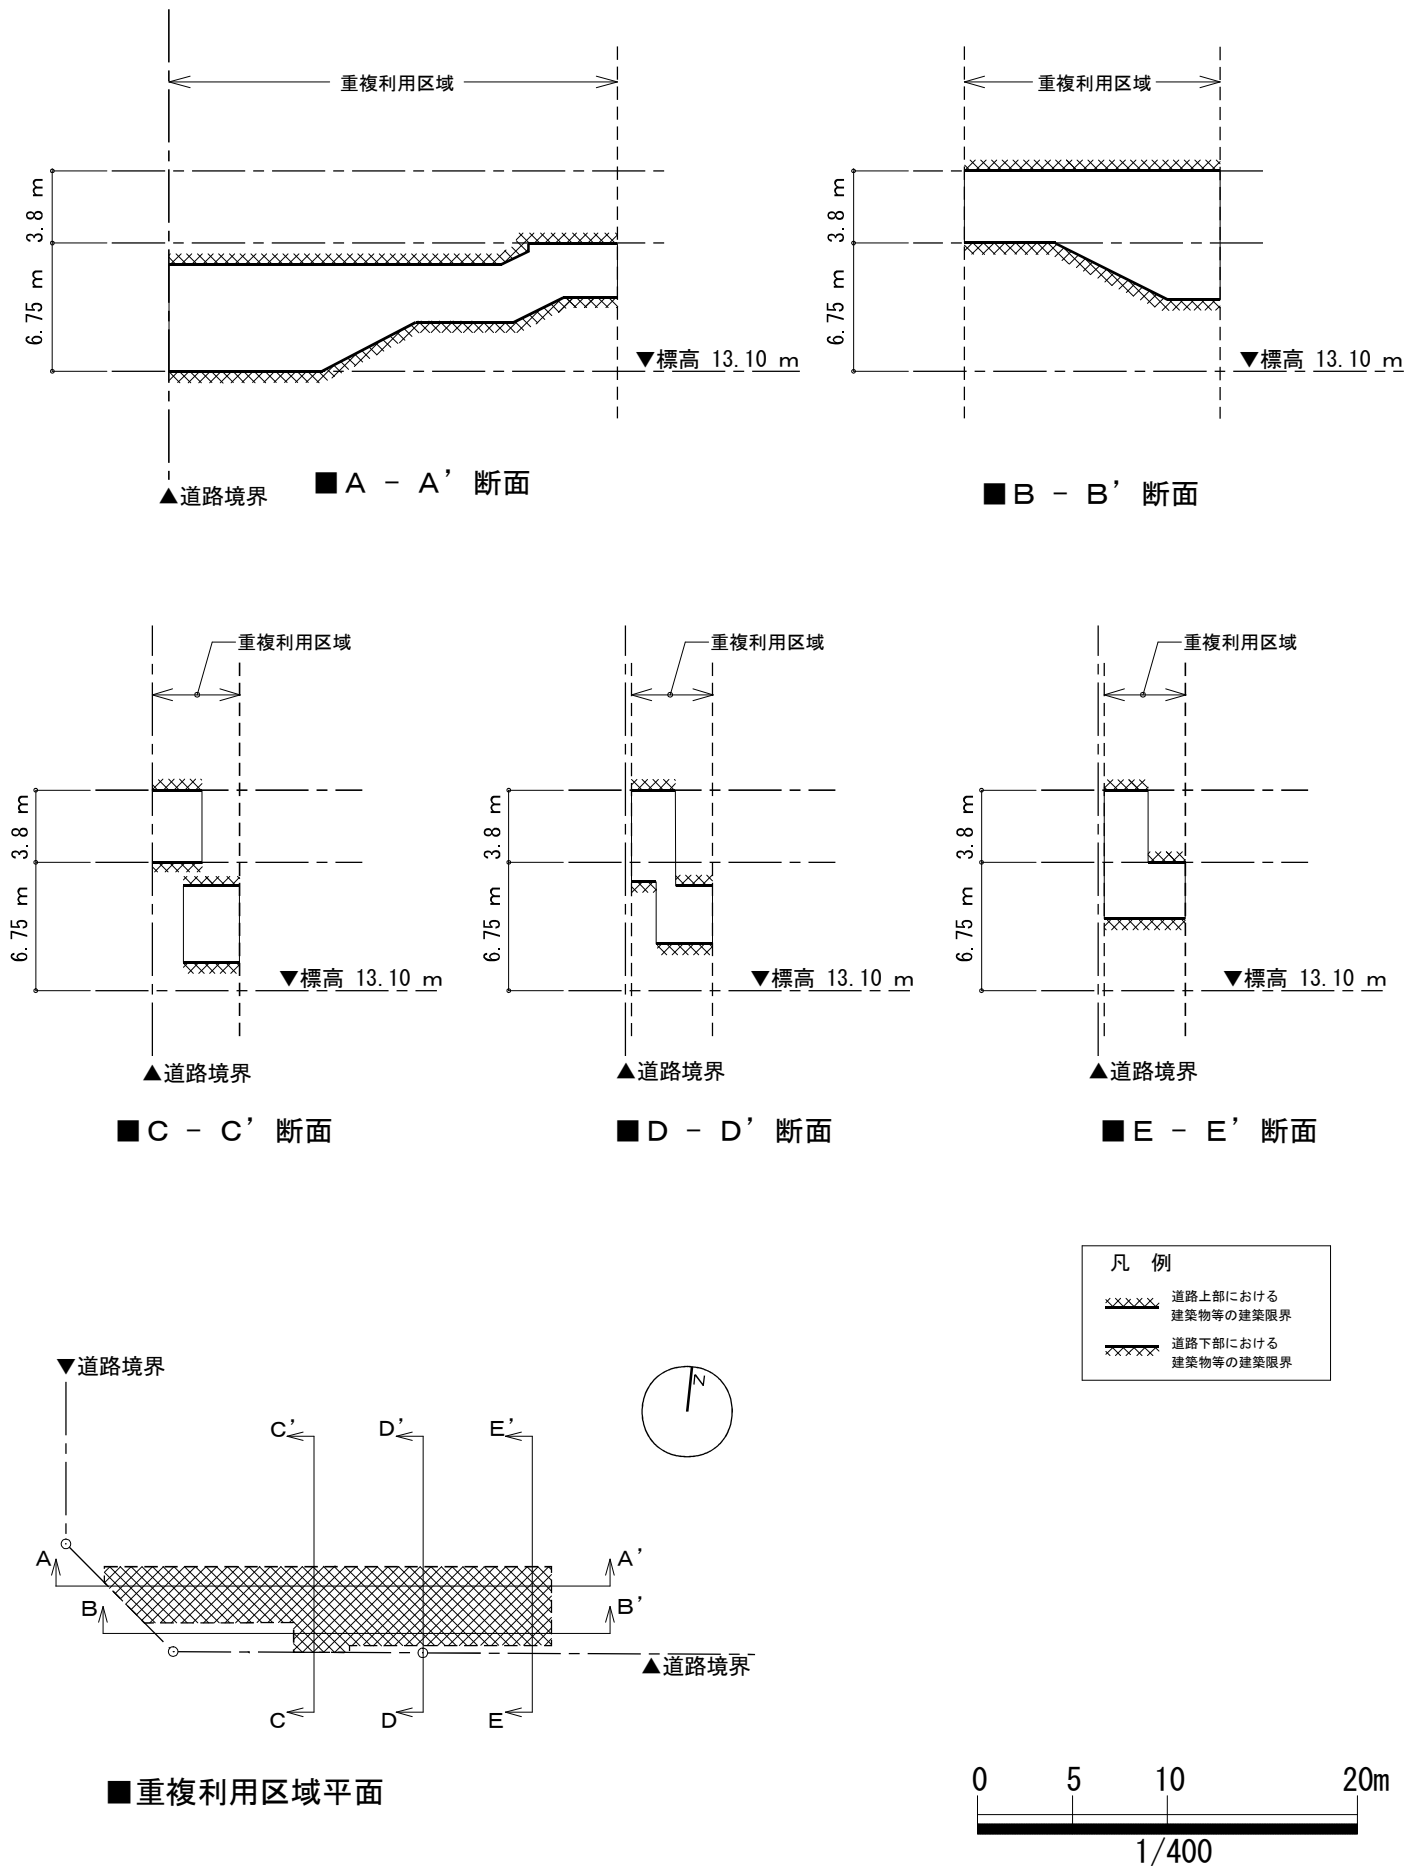 重複利用区域
3.8 m
6.75 m
▼標高 13.10 m
▲道路境界
■A - A’ 断面
重複利用区域
3.8 m
6.75 m
▼標高 13.10 m
■B - B’ 断面
重複利用区域
3.8 m
6.75 m
▼標高 13.10 m
▲道路境界
■C - C’ 断面
重複利用区域
3.8 m
6.75 m
▼標高 13.10 m
▲道路境界
■D - D’ 断面
重複利用区域
3.8 m
6.75 m
▼標高 13.10 m
▲道路境界
■E - E’ 断面
凡 例
道路上部における
建築物等の建築限界
道路下部における
建築物等の建築限界
▼道路境界
N
C’
D’
E’
A
A’
B
B’
▲道路境界
C
D
E
■重複利用区域平面
0 5 10 20m
1/400